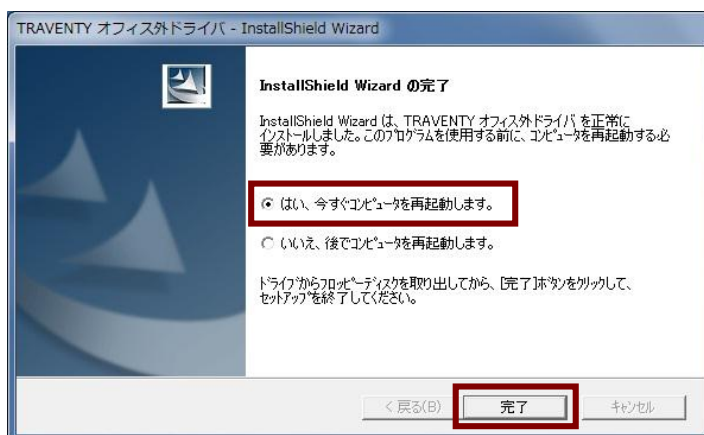 TRAVENTY オフィス外ドライバ - InstallShield Wizard
InstallShield Wizard の完了
InstallShield Wizard は、TRAVENTY オフィス外ドライバ を正常に
インストールしました。このプログラムを使用する前に、コンピュータを再起動する必
要があります。
はい、今すぐコンピュータを再起動します。
いいえ、後でコンピュータを再起動します。
ドライブからフロッピーディスクを取り出してから、[完了]ボタンをクリックして、
セットアップを終了してください。
< 戻る(B)
完了
キャンセル